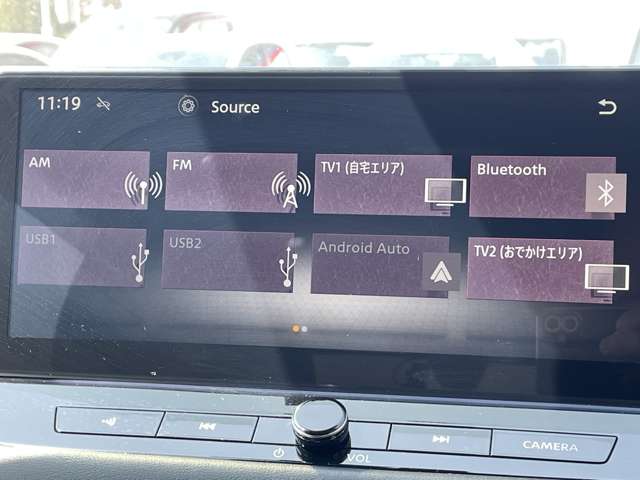 11:19 Source
AM FM TV1 (自宅エリア) Bluetooth
USB1 USB2 Android Auto TV2 (おでかけエリア)
CAMERA
VOL